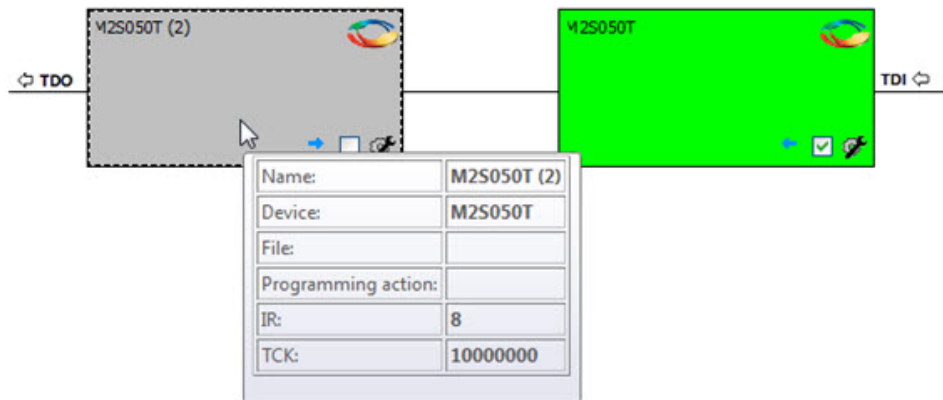 M2S050T (2)
M2S050T
TDO
TDI
Name: M2S050T (2)
Device: M2S050T
File:
Programming action:
IR: 8
TCK: 10000000